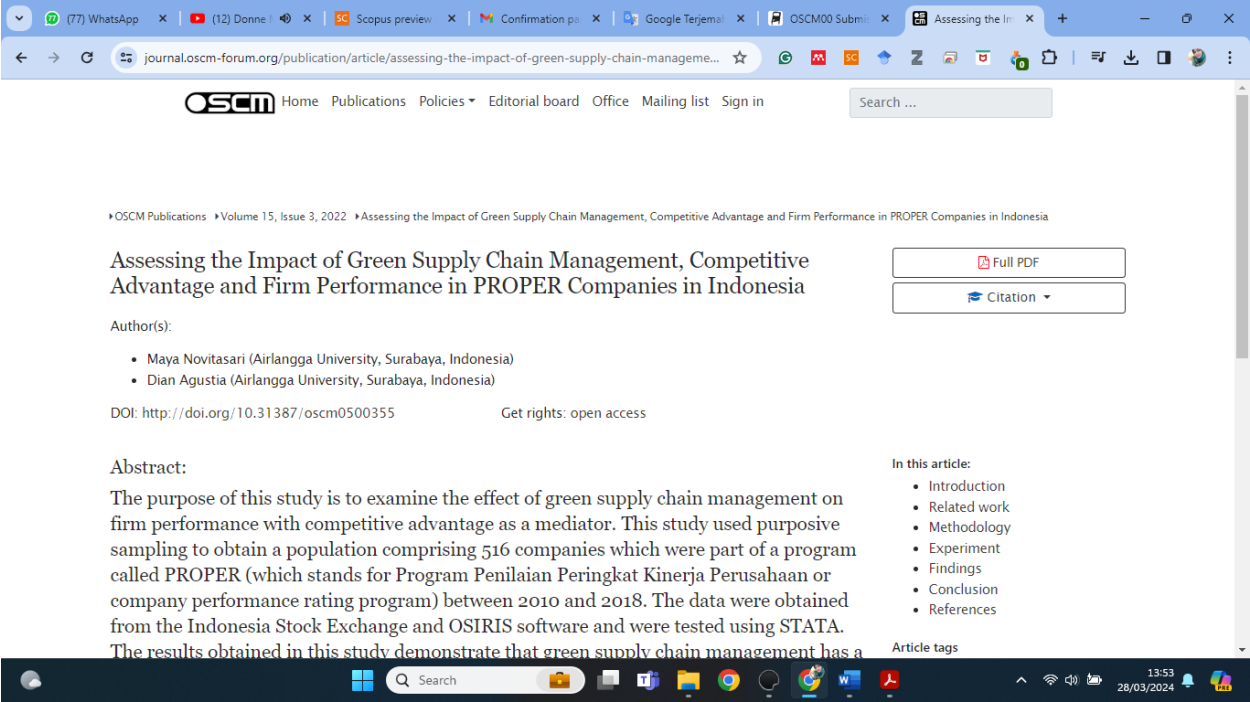 (77) WhatsApp
(12) Donne
Scopus preview
Confirmation pa
Google Terjemal
OSCM00 Submis
Assessing the Im
journal.oscm-forum.org/publication/article/assessing-the-impact-of-green-supply-chain-manageme...
OSCM Home Publications Policies Editorial board Office Mailing list Sign in Search ...
OSCM Publications Volume 15, Issue 3, 2022 Assessing the Impact of Green Supply Chain Management, Competitive Advantage and Firm Performance in PROPER Companies in Indonesia
Assessing the Impact of Green Supply Chain Management, Competitive
Advantage and Firm Performance in PROPER Companies in Indonesia
Full PDF
Citation
Author(s):
Maya Novitasari (Airlangga University, Surabaya, Indonesia)
Dian Agustia (Airlangga University, Surabaya, Indonesia)
DOI: http://doi.org/10.31387/oscm0500355 Get rights: open access
Abstract:
The purpose of this study is to examine the effect of green supply chain management on
firm performance with competitive advantage as a mediator. This study used purposive
sampling to obtain a population comprising 516 companies which were part of a program
called PROPER (which stands for Program Penilaian Peringkat Kinerja Perusahaan or
company performance rating program) between 2010 and 2018. The data were obtained
from the Indonesia Stock Exchange and OSIRIS software and were tested using STATA.
The results obtained in this study demonstrate that green supply chain management has a
In this article:
Introduction
Related work
Methodology
Experiment
Findings
Conclusion
References
Article tags
Search
13:53
28/03/2024